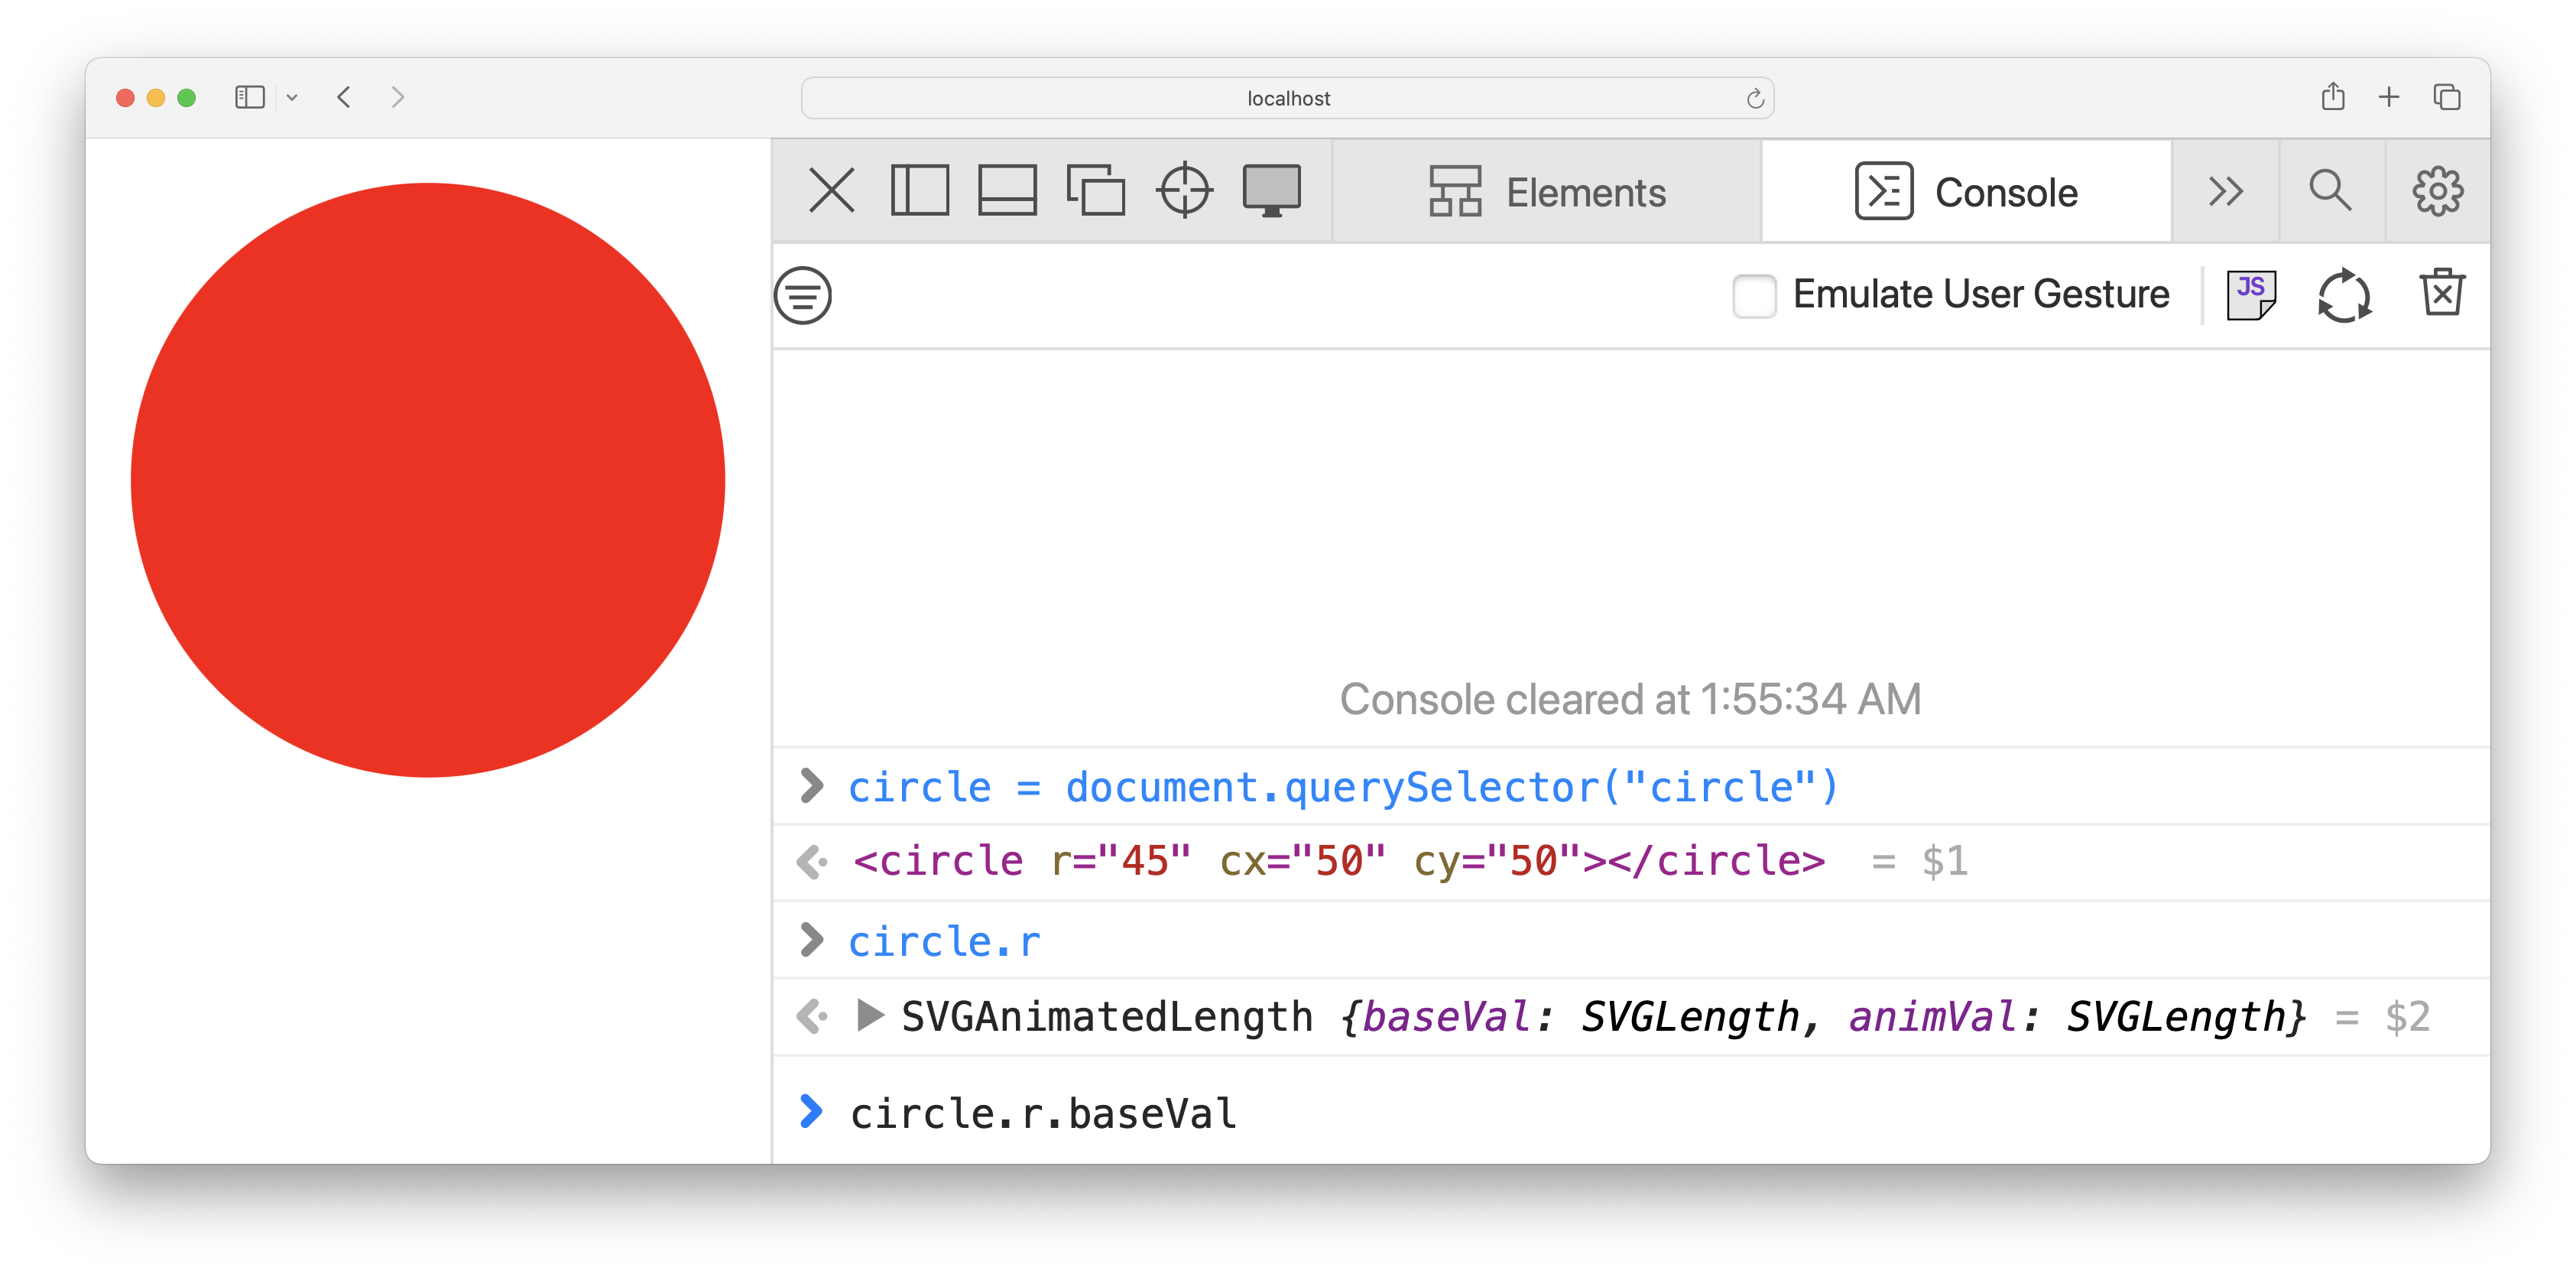 localhost
Elements
Console
Emulate User Gesture
JS
Console cleared at 1:55:34 AM
circle = document.querySelector("circle")
<circle r="45" cx="50" cy="50"></circle> = $1
circle.r
SVGAnimatedLength {baseVal: SVGLength, animVal: SVGLength} = $2
circle.r.baseVal